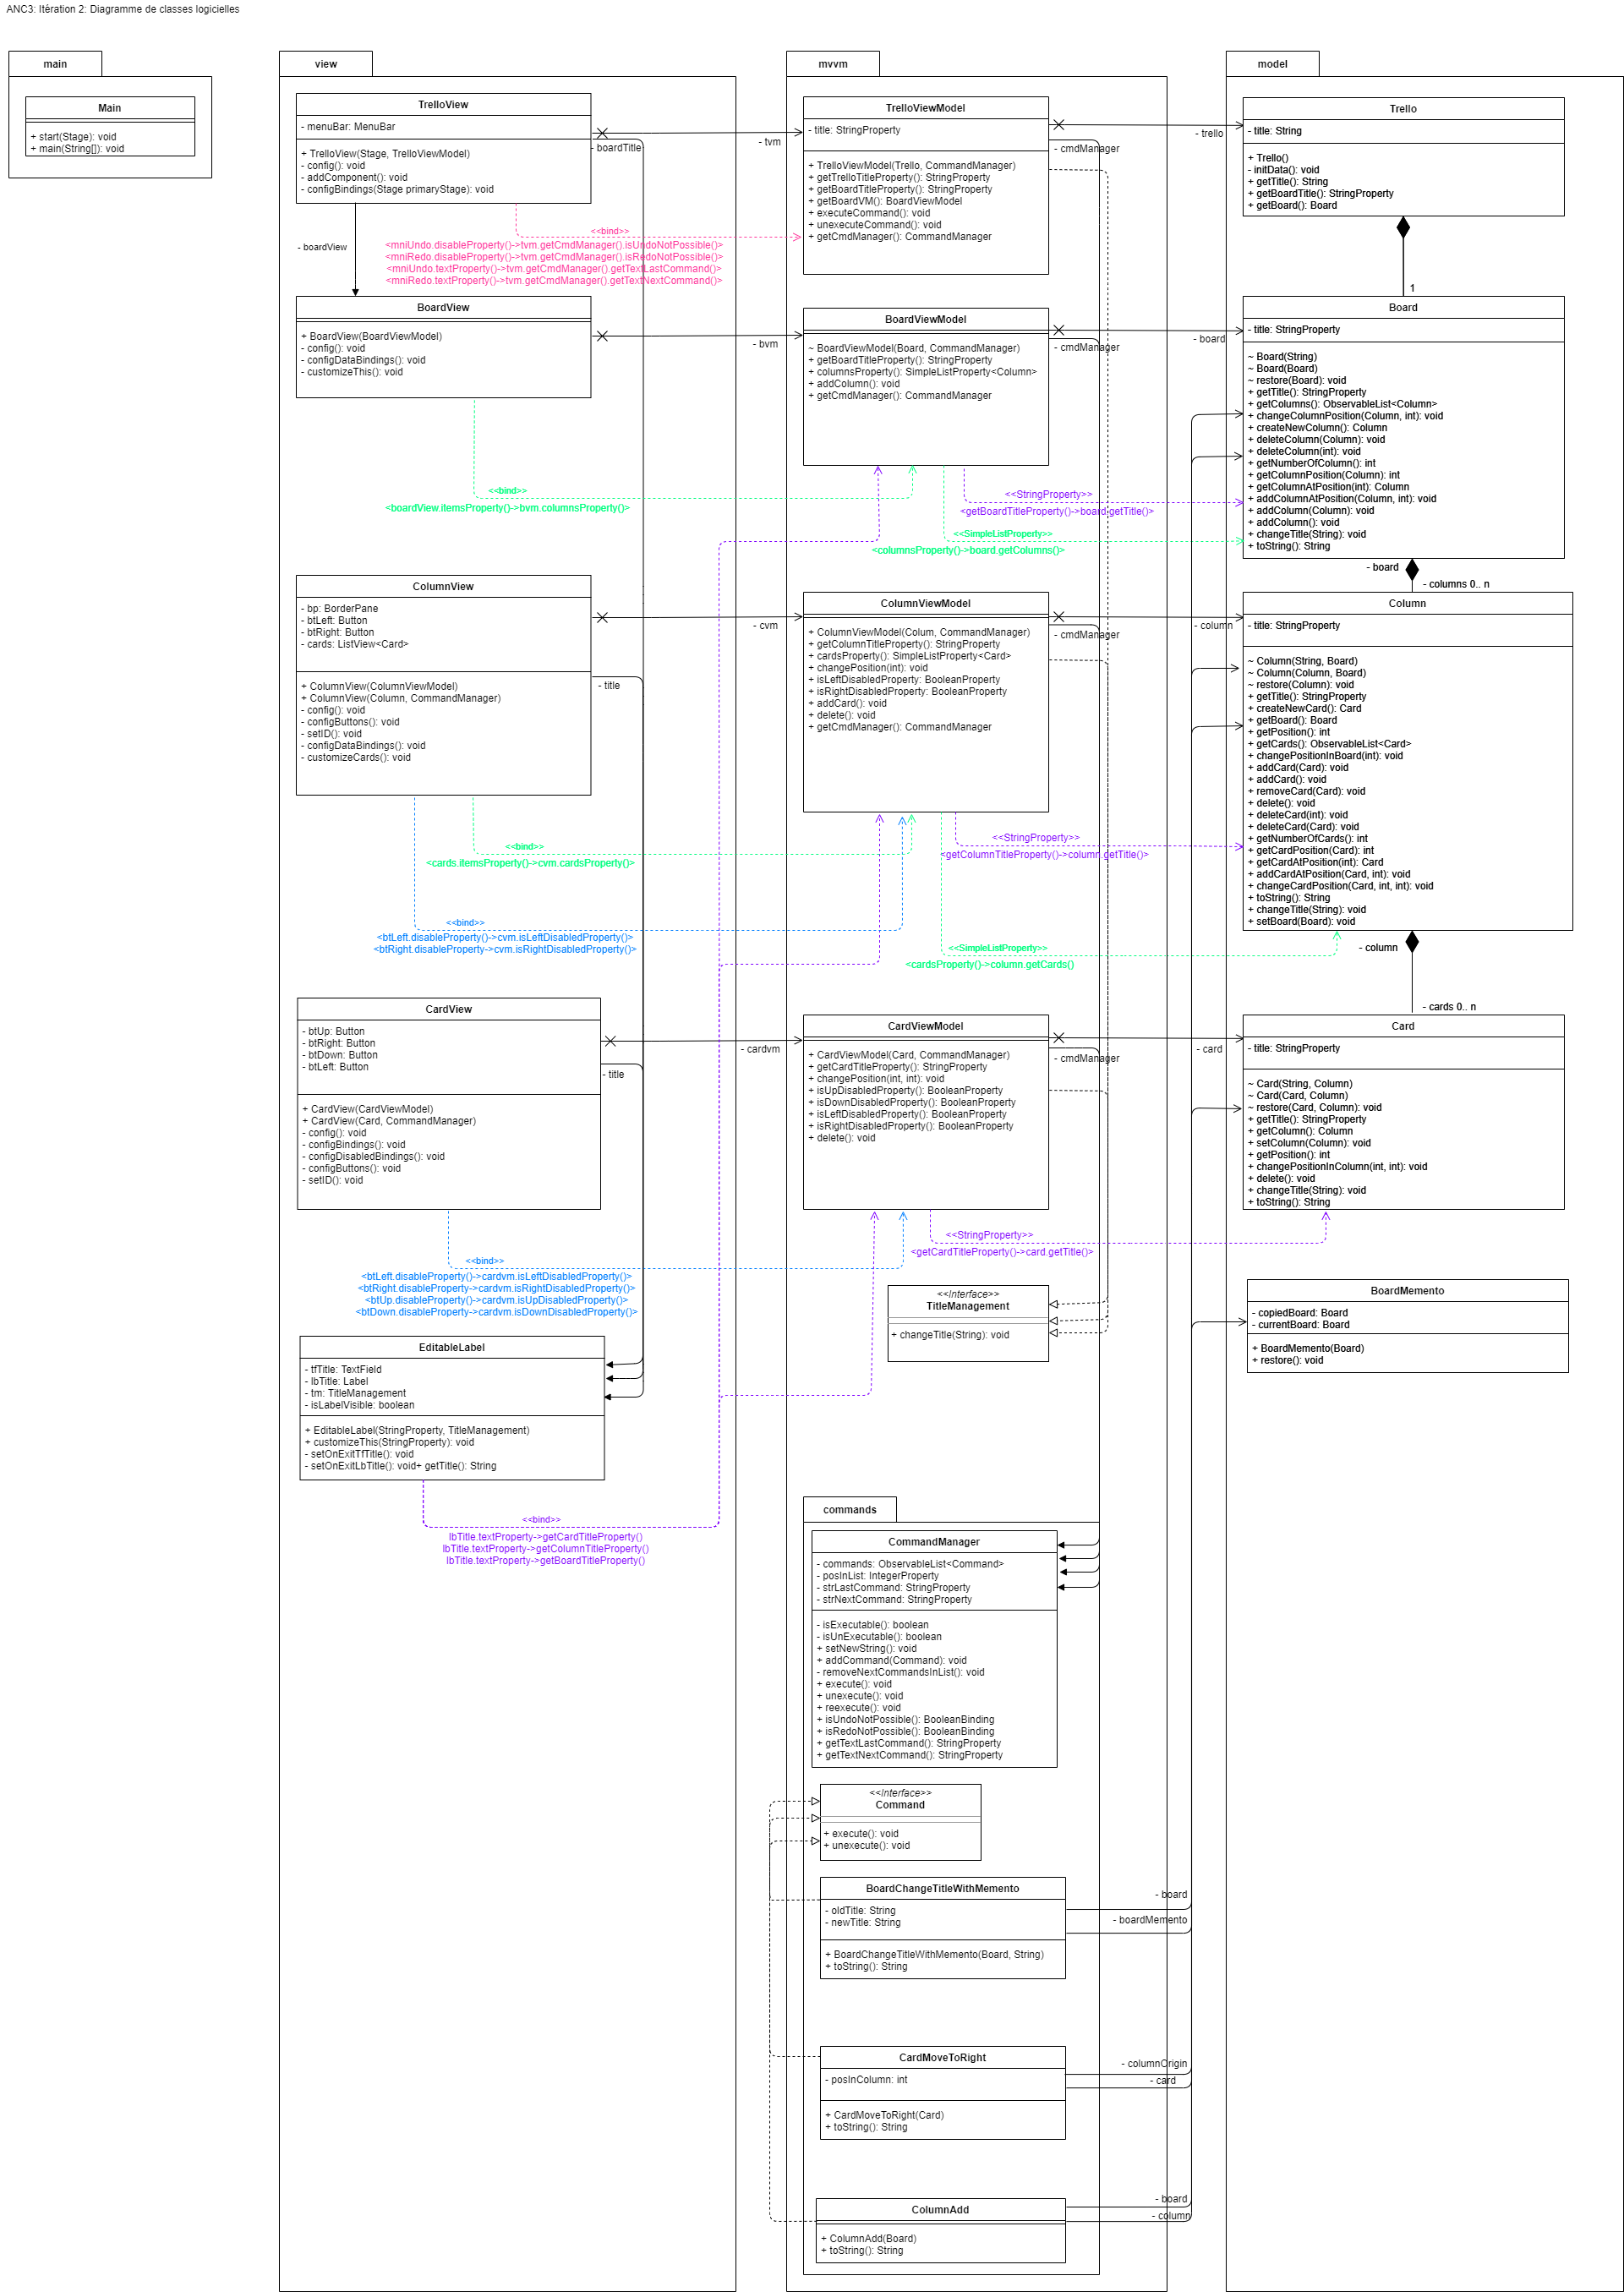 ANC3: Itération 2: Diagramme de classes logicielles
main
Main
+ start(Stage): void
+ main(String[]): void
view
TrelloView
- menuBar: MenuBar
+ TrelloView(Stage, TrelloViewModel)
- config(): void
- addComponent(): void
- configBindings(Stage primaryStage): void
- boardTitle
- tvm
- boardView
<<bind>>
<mniUndo.disableProperty()->tvm.getCmdManager().isUndoNotPossible()>
<mniRedo.disableProperty()->tvm.getCmdManager().isRedoNotPossible()>
<mniUndo.textProperty()->tvm.getCmdManager().getTextLastCommand()>
<mniRedo.textProperty()->tvm.getCmdManager().getTextNextCommand()>
BoardView
+ BoardView(BoardViewModel)
- config(): void
- configDataBindings(): void
- customizeThis(): void
- bvm
<<bind>>
<boardView.itemsProperty()->bvm.columnsProperty()>
ColumnView
- bp: BorderPane
- btLeft: Button
- btRight: Button
- cards: ListView<Card>
+ ColumnView(ColumnViewModel)
+ ColumnView(Column, CommandManager)
- config(): void
- configButtons(): void
- setID(): void
- configDataBindings(): void
- customizeCards(): void
- cvm
- title
<<bind>>
<cards.itemsProperty()->cvm.cardsProperty()>
<<bind>>
<btLeft.disableProperty()->cvm.isLeftDisabledProperty()>
<btRight.disableProperty->cvm.isRightDisabledProperty()>
CardView
- btUp: Button
- btRight: Button
- btDown: Button
- btLeft: Button
+ CardView(CardViewModel)
+ CardView(Card, CommandManager)
- config(): void
- configBindings(): void
- configDisabledBindings(): void
- configButtons(): void
- setID(): void
- cardvm
- title
<<bind>>
<btLeft.disableProperty()->cardvm.isLeftDisabledProperty()>
<btRight.disableProperty->cardvm.isRightDisabledProperty()>
<btUp.disableProperty()->cardvm.isUpDisabledProperty()>
<btDown.disableProperty->cardvm.isDownDisabledProperty()>
EditableLabel
- tfTitle: TextField
- lbTitle: Label
- tm: TitleManagement
- isLabelVisible: boolean
+ EditableLabel(StringProperty, TitleManagement)
+ customizeThis(StringProperty): void
- setOnExitTfTitle(): void
- setOnExitLbTitle(): void+ getTitle(): String
<<bind>>
lbTitle.textProperty->getCardTitleProperty()
lbTitle.textProperty->getColumnTitleProperty()
lbTitle.textProperty->getBoardTitleProperty()
mvvm
TrelloViewModel
- title: StringProperty
+ TrelloViewModel(Trello, CommandManager)
+ getTrelloTitleProperty(): StringProperty
+ getBoardTitleProperty(): StringProperty
+ getBoardVM(): BoardViewModel
+ executeCommand(): void
+ unexecuteCommand(): void
+ getCmdManager(): CommandManager
- trello
- cmdManager
BoardViewModel
~ BoardViewModel(Board, CommandManager)
+ getBoardTitleProperty(): StringProperty
+ columnsProperty(): SimpleListProperty<Column>
+ addColumn(): void
+ getCmdManager(): CommandManager
- board
- cmdManager
<<StringProperty>>
<getBoardTitleProperty()->board.getTitle()>
<<SimpleListProperty>>
<columnsProperty()->board.getColumns()>
ColumnViewModel
+ ColumnViewModel(Colum, CommandManager)
+ getColumnTitleProperty(): StringProperty
+ cardsProperty(): SimpleListProperty<Card>
+ changePosition(int): void
+ isLeftDisabledProperty: BooleanProperty
+ isRightDisabledProperty: BooleanProperty
+ addCard(): void
+ delete(): void
+ getCmdManager(): CommandManager
- column
- cmdManager
<<StringProperty>>
<getColumnTitleProperty()->column.getTitle()>
<<SimpleListProperty>>
<cardsProperty()->column.getCards()
CardViewModel
+ CardViewModel(Card, CommandManager)
+ getCardTitleProperty(): StringProperty
+ changePosition(int, int): void
+ isUpDisabledProperty(): BooleanProperty
+ isDownDisabledProperty(): BooleanProperty
+ isLeftDisabledProperty(): BooleanProperty
+ isRightDisabledProperty(): BooleanProperty
+ delete(): void
- card
- cmdManager
<<StringProperty>>
<getCardTitleProperty()->card.getTitle()>
<<Interface>>
TitleManagement
+ changeTitle(String): void
commands
CommandManager
- commands: ObservableList<Command>
- posInList: IntegerProperty
- strLastCommand: StringProperty
- strNextCommand: StringProperty
- isExecutable(): boolean
- isUnExecutable(): boolean
+ setNewString(): void
+ addCommand(Command): void
- removeNextCommandsInList(): void
+ execute(): void
+ unexecute(): void
+ reexecute(): void
+ isUndoNotPossible(): BooleanBinding
+ isRedoNotPossible(): BooleanBinding
+ getTextLastCommand(): StringProperty
+ getTextNextCommand(): StringProperty
<<Interface>>
Command
+ execute(): void
+ unexecute(): void
BoardChangeTitleWithMemento
- oldTitle: String
- newTitle: String
+ BoardChangeTitleWithMemento(Board, String)
+ toString(): String
- board
- boardMemento
CardMoveToRight
- posInColumn: int
+ CardMoveToRight(Card)
+ toString(): String
- columnOrigin
- card
ColumnAdd
+ ColumnAdd(Board)
+ toString(): String
- board
- column
model
Trello
- title: String
+ Trello()
- initData(): void
+ getTitle(): String
+ getBoardTitle(): StringProperty
+ getBoard(): Board
1
Board
- title: StringProperty
~ Board(String)
~ Board(Board)
~ restore(Board): void
+ getTitle(): StringProperty
+ getColumns(): ObservableList<Column>
+ changeColumnPosition(Column, int): void
+ createNewColumn(): Column
+ deleteColumn(Column): void
+ deleteColumn(int): void
+ getNumberOfColumn(): int
+ getColumnPosition(Column): int
+ getColumnAtPosition(int): Column
+ addColumnAtPosition(Column, int): void
+ addColumn(Column): void
+ addColumn(): void
+ changeTitle(String): void
+ toString(): String
- board
- columns 0.. n
Column
- title: StringProperty
~ Column(String, Board)
~ Column(Column, Board)
~ restore(Column): void
+ getTitle(): StringProperty
+ createNewCard(): Card
+ getBoard(): Board
+ getPosition(): int
+ getCards(): ObservableList<Card>
+ changePositionInBoard(int): void
+ addCard(Card): void
+ addCard(): void
+ removeCard(Card): void
+ delete(): void
+ deleteCard(int): void
+ deleteCard(Card): void
+ getNumberOfCards(): int
+ getCardPosition(Card): int
+ getCardAtPosition(int): Card
+ addCardAtPosition(Card, int): void
+ changeCardPosition(Card, int, int): void
+ toString(): String
+ changeTitle(String): void
+ setBoard(Board): void
- column
- cards 0.. n
Card
- title: StringProperty
~ Card(String, Column)
~ Card(Card, Column)
~ restore(Card, Column): void
+ getTitle(): StringProperty
+ getColumn(): Column
+ setColumn(Column): void
+ getPosition(): int
+ changePositionInColumn(int, int): void
+ delete(): void
+ changeTitle(String): void
+ toString(): String
BoardMemento
- copiedBoard: Board
- currentBoard: Board
+ BoardMemento(Board)
+ restore(): void